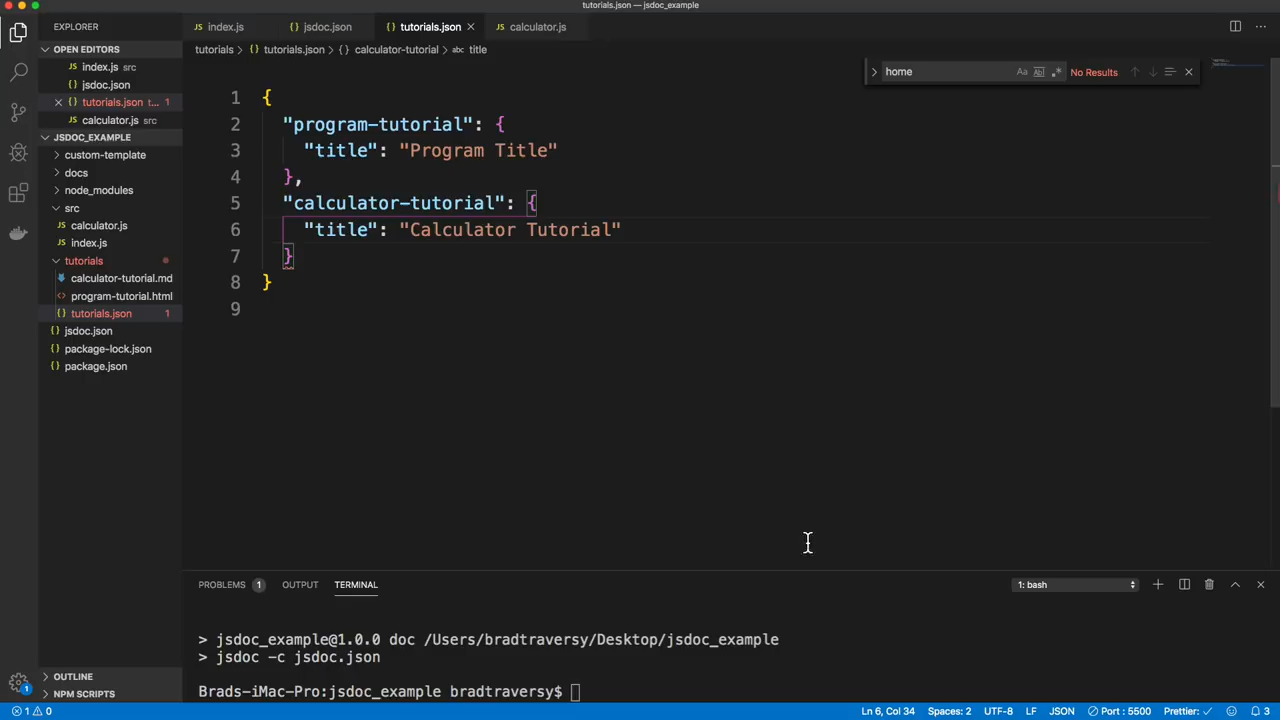 tutorials.json — jsdoc_example
EXPLORER
index.js
jsdoc.json
tutorials.json
calculator.js
OPEN EDITORS
tutorials > {} tutorials.json > {} calculator-tutorial > abc title
index.js src
jsdoc.json
tutorials.json t... 1
calculator.js src
home
No Results
JSDOC_EXAMPLE
custom-template
docs
node_modules
src
calculator.js
index.js
tutorials
calculator-tutorial.md
program-tutorial.html
tutorials.json 1
jsdoc.json
package-lock.json
package.json
OUTLINE
NPM SCRIPTS
1 {
2 "program-tutorial": {
3 "title": "Program Title"
4 },
5 "calculator-tutorial": {
6 "title": "Calculator Tutorial"
7 }
8 }
9
PROBLEMS 1 OUTPUT TERMINAL
1: bash
> jsdoc_example@1.0.0 doc /Users/bradtraversy/Desktop/jsdoc_example
> jsdoc -c jsdoc.json
Brads-iMac-Pro:jsdoc_example bradtraversy$
1
1 0
Ln 6, Col 34 Spaces: 2 UTF-8 LF JSON Port : 5500 Prettier: ✓ 3